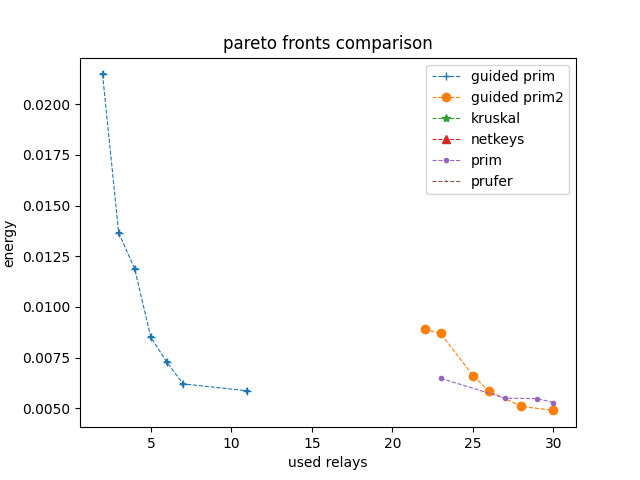 pareto fronts comparison
energy
0.0200
0.0175
0.0150
0.0125
0.0100
0.0075
0.0050
guided prim
guided prim2
kruskal
netkeys
prim
prufer
5 10 15 20 25 30
used relays